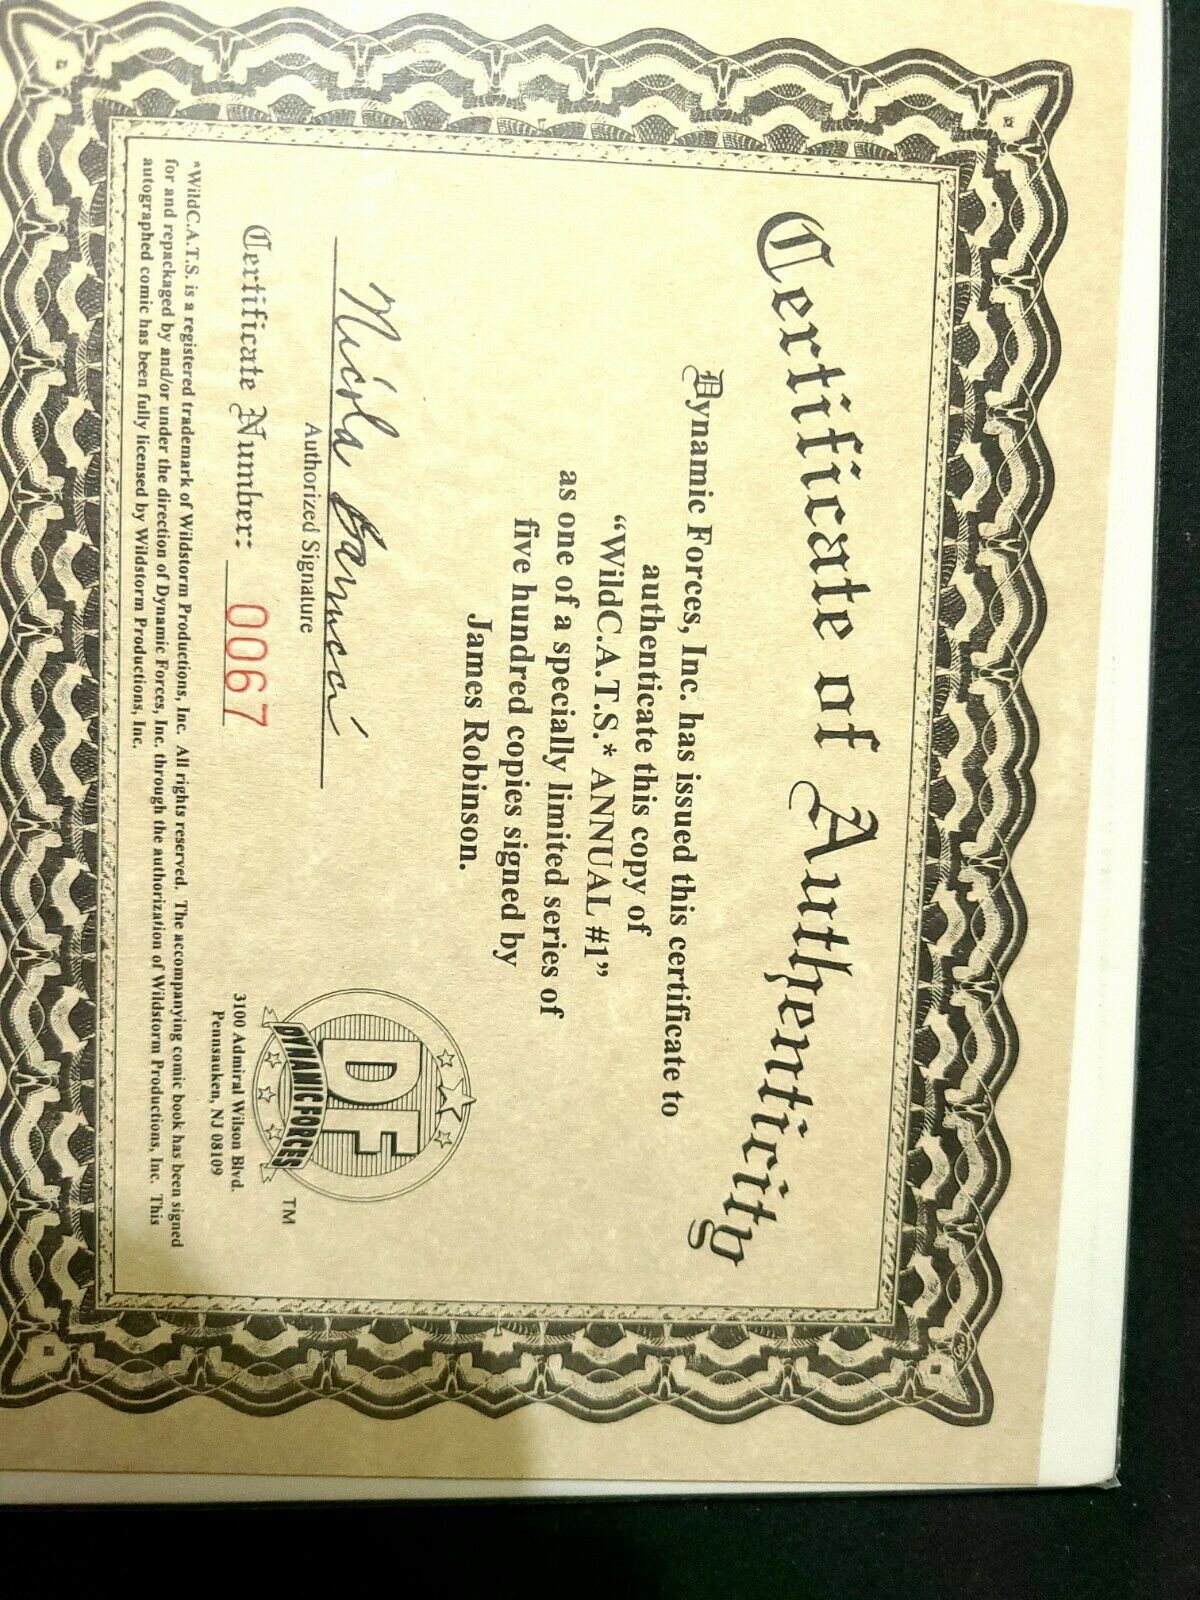 Certificate of Authenticity
Dynamic Forces, Inc. has issued this certificate to
authenticate this copy of
“WildC.A.T.S.* ANNUAL #1”
as one of a specially limited series of
five hundred copies signed by
James Robinson.
Nicola
Authorized Signature
Certificate Number: 0067
DF
DYNAMIC FORCES
TM
3100 Admiral Wilson Blvd.
Pennsauken, NJ 08109
*WildC.A.T.S. is a registered trademark of Wildstorm Productions, Inc. All rights reserved. The accompanying comic book has been signed
for and repackaged by and/or under the direction of Dynamic Forces, Inc. through the authorization of Wildstorm Productions, Inc. This
autographed comic has been fully licensed by Wildstorm Productions, Inc.